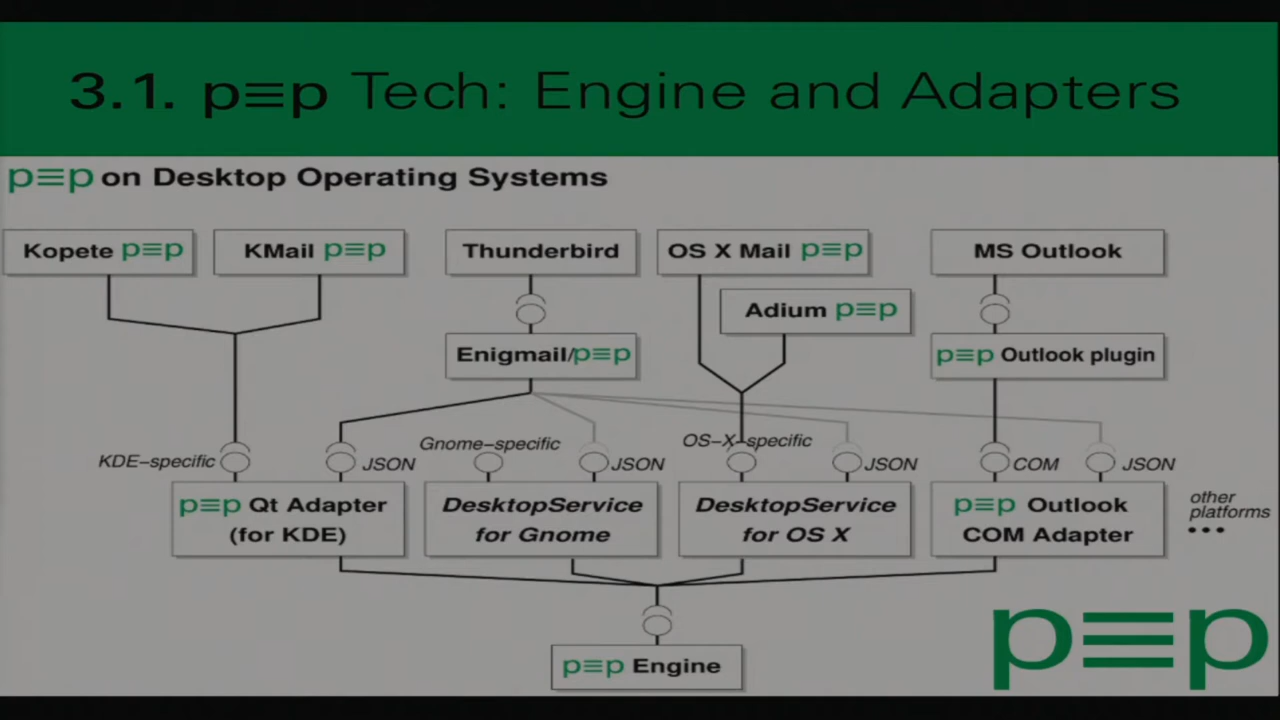 3.1. p≡p Tech: Engine and Adapters
p≡p on Desktop Operating Systems
Kopete p≡p
KMail p≡p
Thunderbird
OS X Mail p≡p
MS Outlook
Adium p≡p
Enigmail/p≡p
p≡p Outlook plugin
KDE-specific
JSON
Gnome-specific
JSON
OS-X-specific
JSON
COM
JSON
p≡p Qt Adapter
(for KDE)
DesktopService
for Gnome
DesktopService
for OS X
p≡p Outlook
COM Adapter
other
platforms
•••
p≡p Engine
p≡p